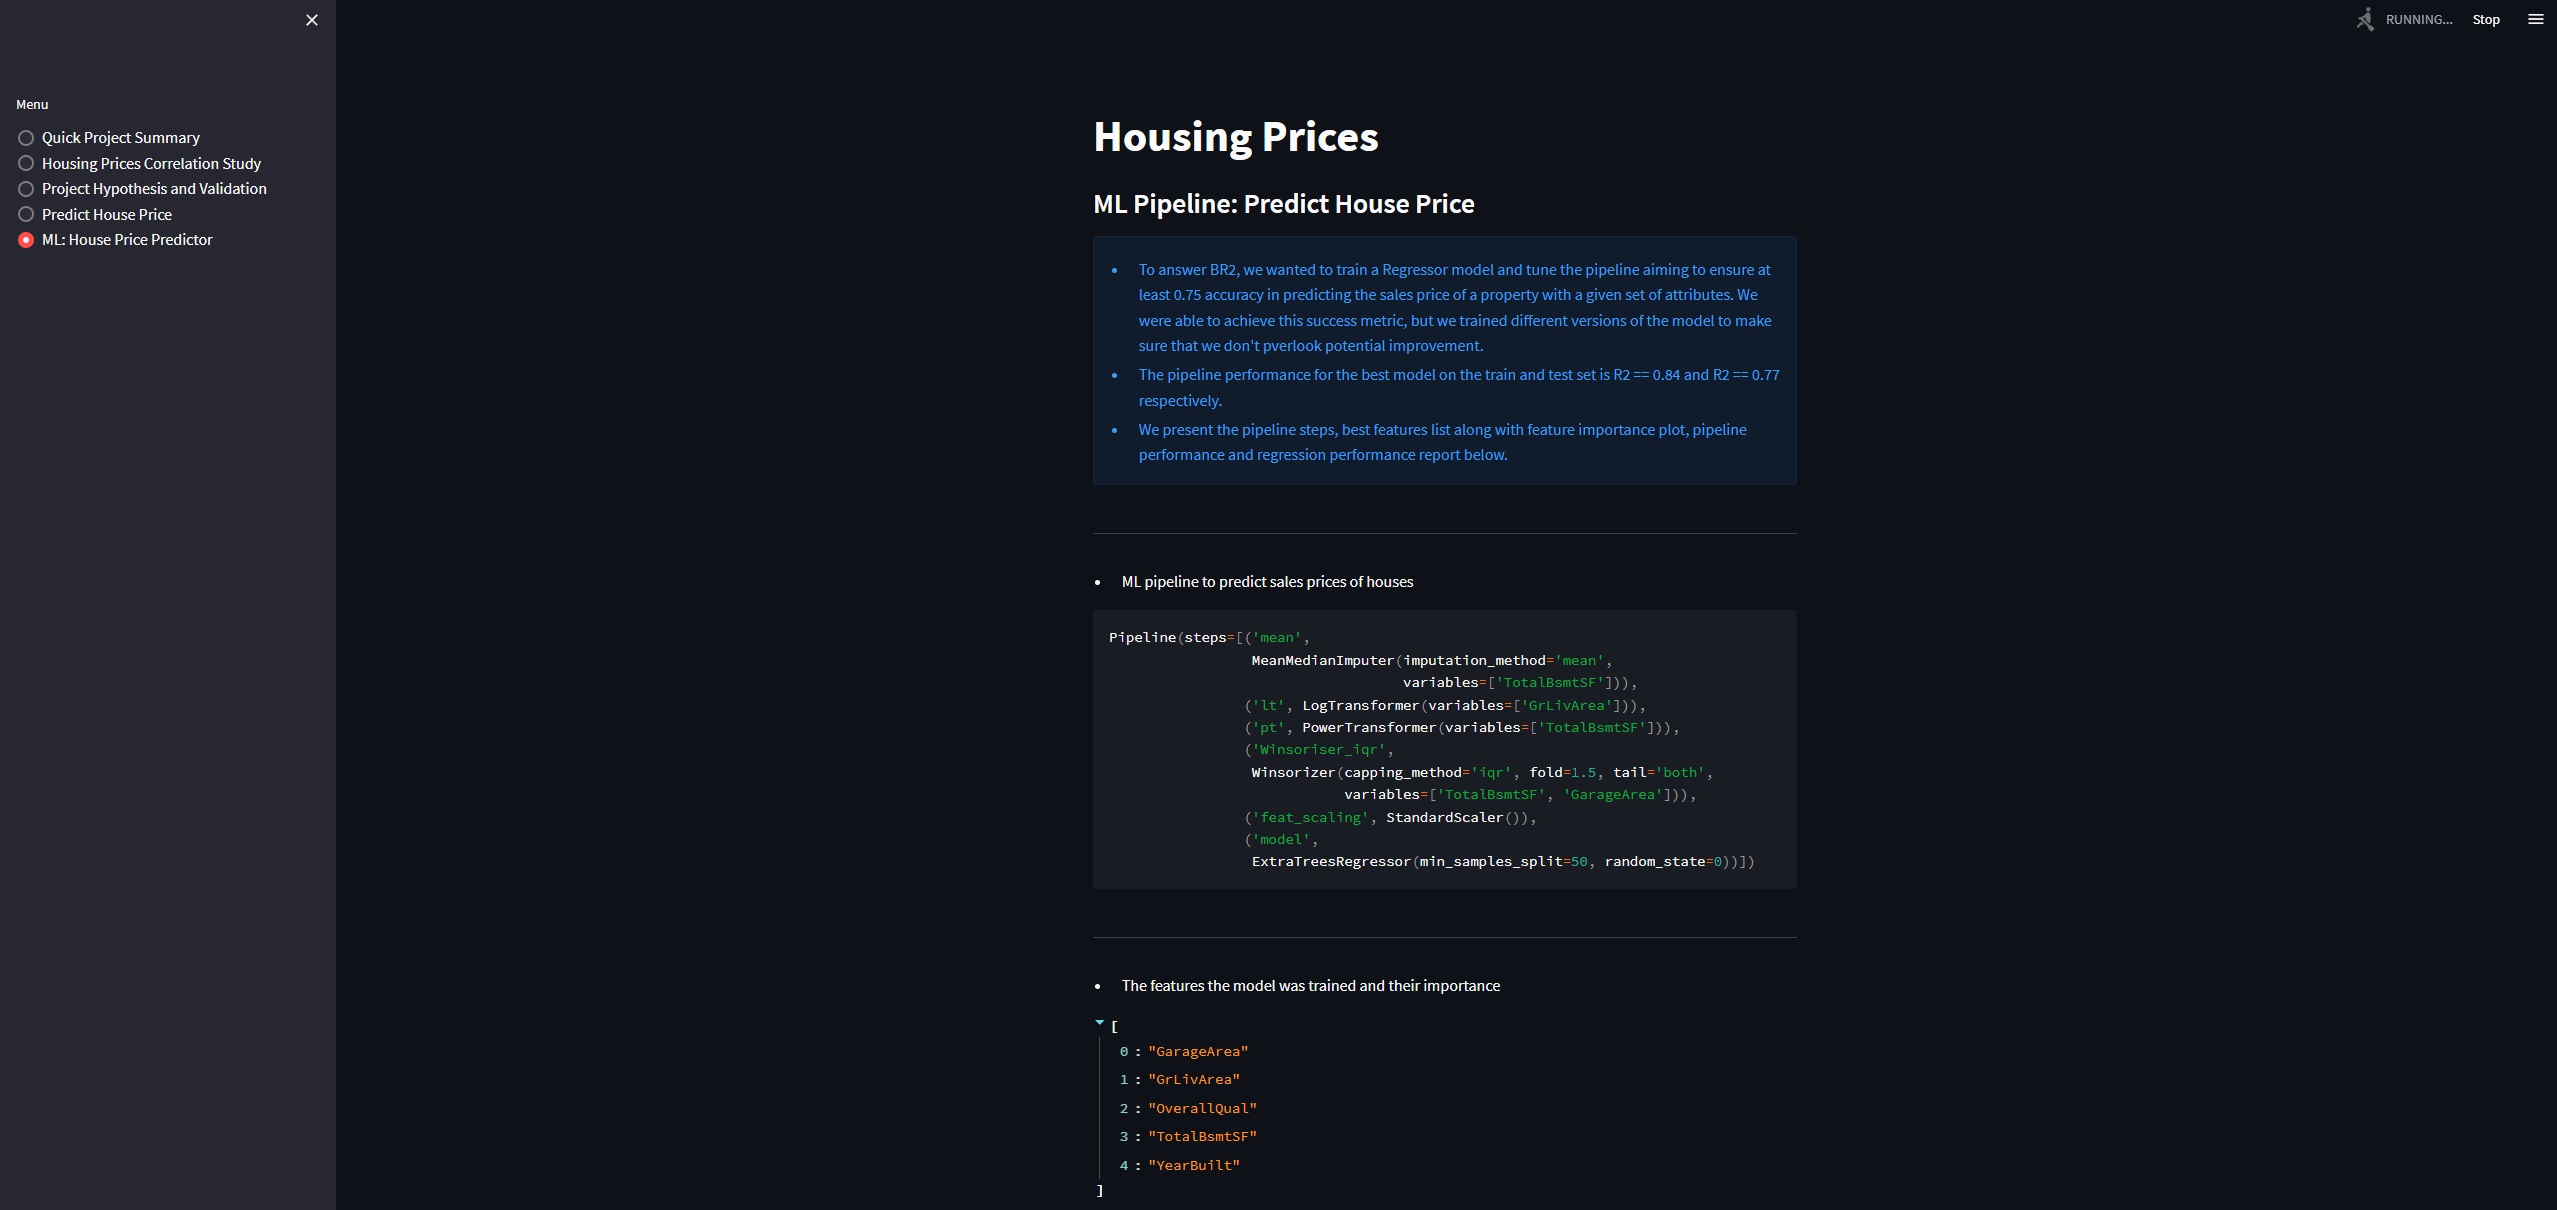 RUNNING...
Stop
Menu
Quick Project Summary
Housing Prices Correlation Study
Project Hypothesis and Validation
Predict House Price
ML: House Price Predictor
Housing Prices
ML Pipeline: Predict House Price
• To answer BR2, we wanted to train a Regressor model and tune the pipeline aiming to ensure at
least 0.75 accuracy in predicting the sales price of a property with a given set of attributes. We
were able to achieve this success metric, but we trained different versions of the model to make
sure that we don't pverlook potential improvement.
• The pipeline performance for the best model on the train and test set is R2 == 0.84 and R2 == 0.77
respectively.
• We present the pipeline steps, best features list along with feature importance plot, pipeline
performance and regression performance report below.
• ML pipeline to predict sales prices of houses
Pipeline(steps=[('mean',
MeanMedianImputer(imputation_method='mean',
variables=['TotalBsmtSF'])),
('lt', LogTransformer(variables=['GrLivArea'])),
('pt', PowerTransformer(variables=['TotalBsmtSF'])),
('Winsoriser_iqr',
Winsorizer(capping_method='iqr', fold=1.5, tail='both',
variables=['TotalBsmtSF', 'GarageArea'])),
('feat_scaling', StandardScaler()),
('model',
ExtraTreesRegressor(min_samples_split=50, random_state=0))])
• The features the model was trained and their importance
[
0 : "GarageArea"
1 : "GrLivArea"
2 : "OverallQual"
3 : "TotalBsmtSF"
4 : "YearBuilt"
]